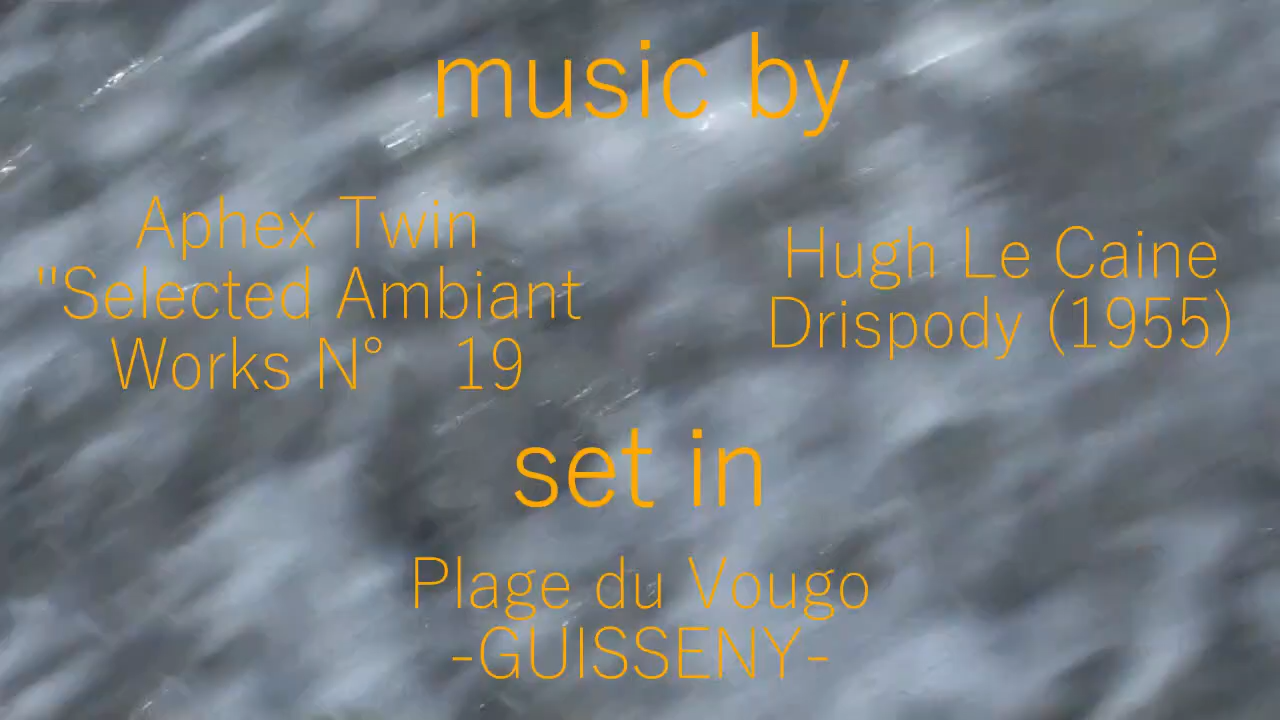 music by
Aphex Twin
"Selected Ambiant
Works N° 19
Hugh Le Caine
Drispody (1955)
set in
Plage du Vougo
-GUISSENY-